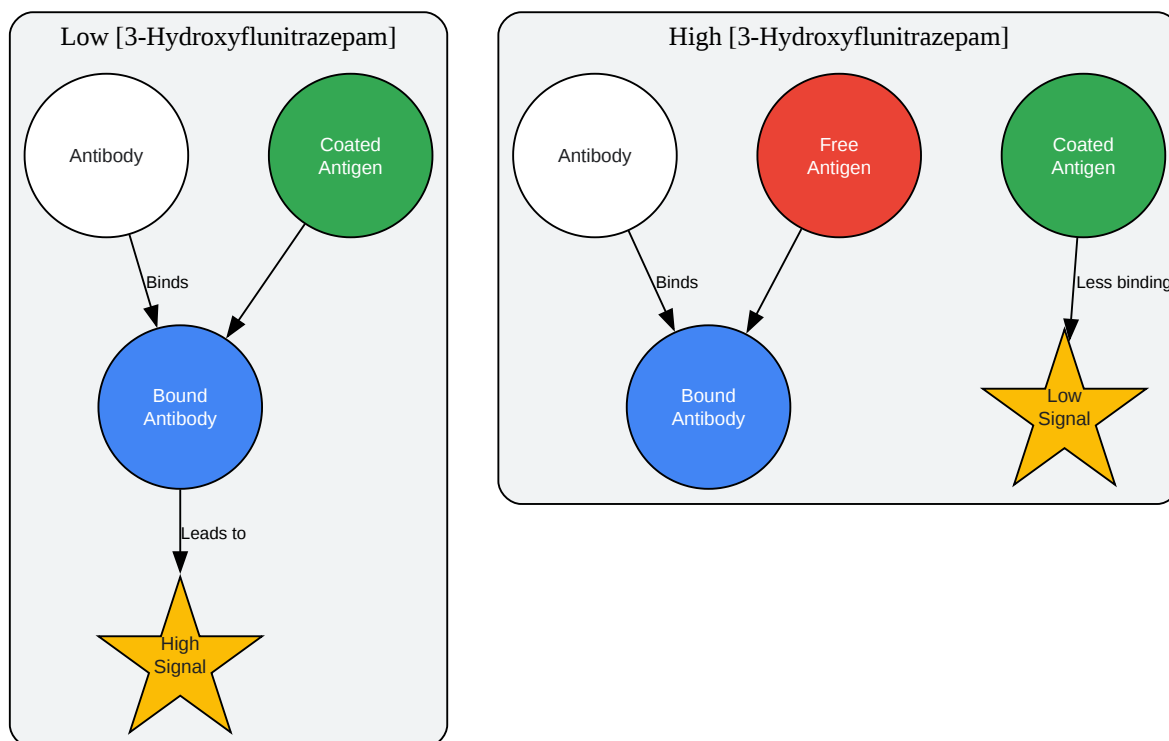 Low [3-Hydroxyflunitrazepam]
Antibody
Coated
Antigen
Binds
Bound
Antibody
Leads to
High
Signal
High [3-Hydroxyflunitrazepam]
Antibody
Free
Antigen
Coated
Antigen
Binds
Less binding
Bound
Antibody
Low
Signal